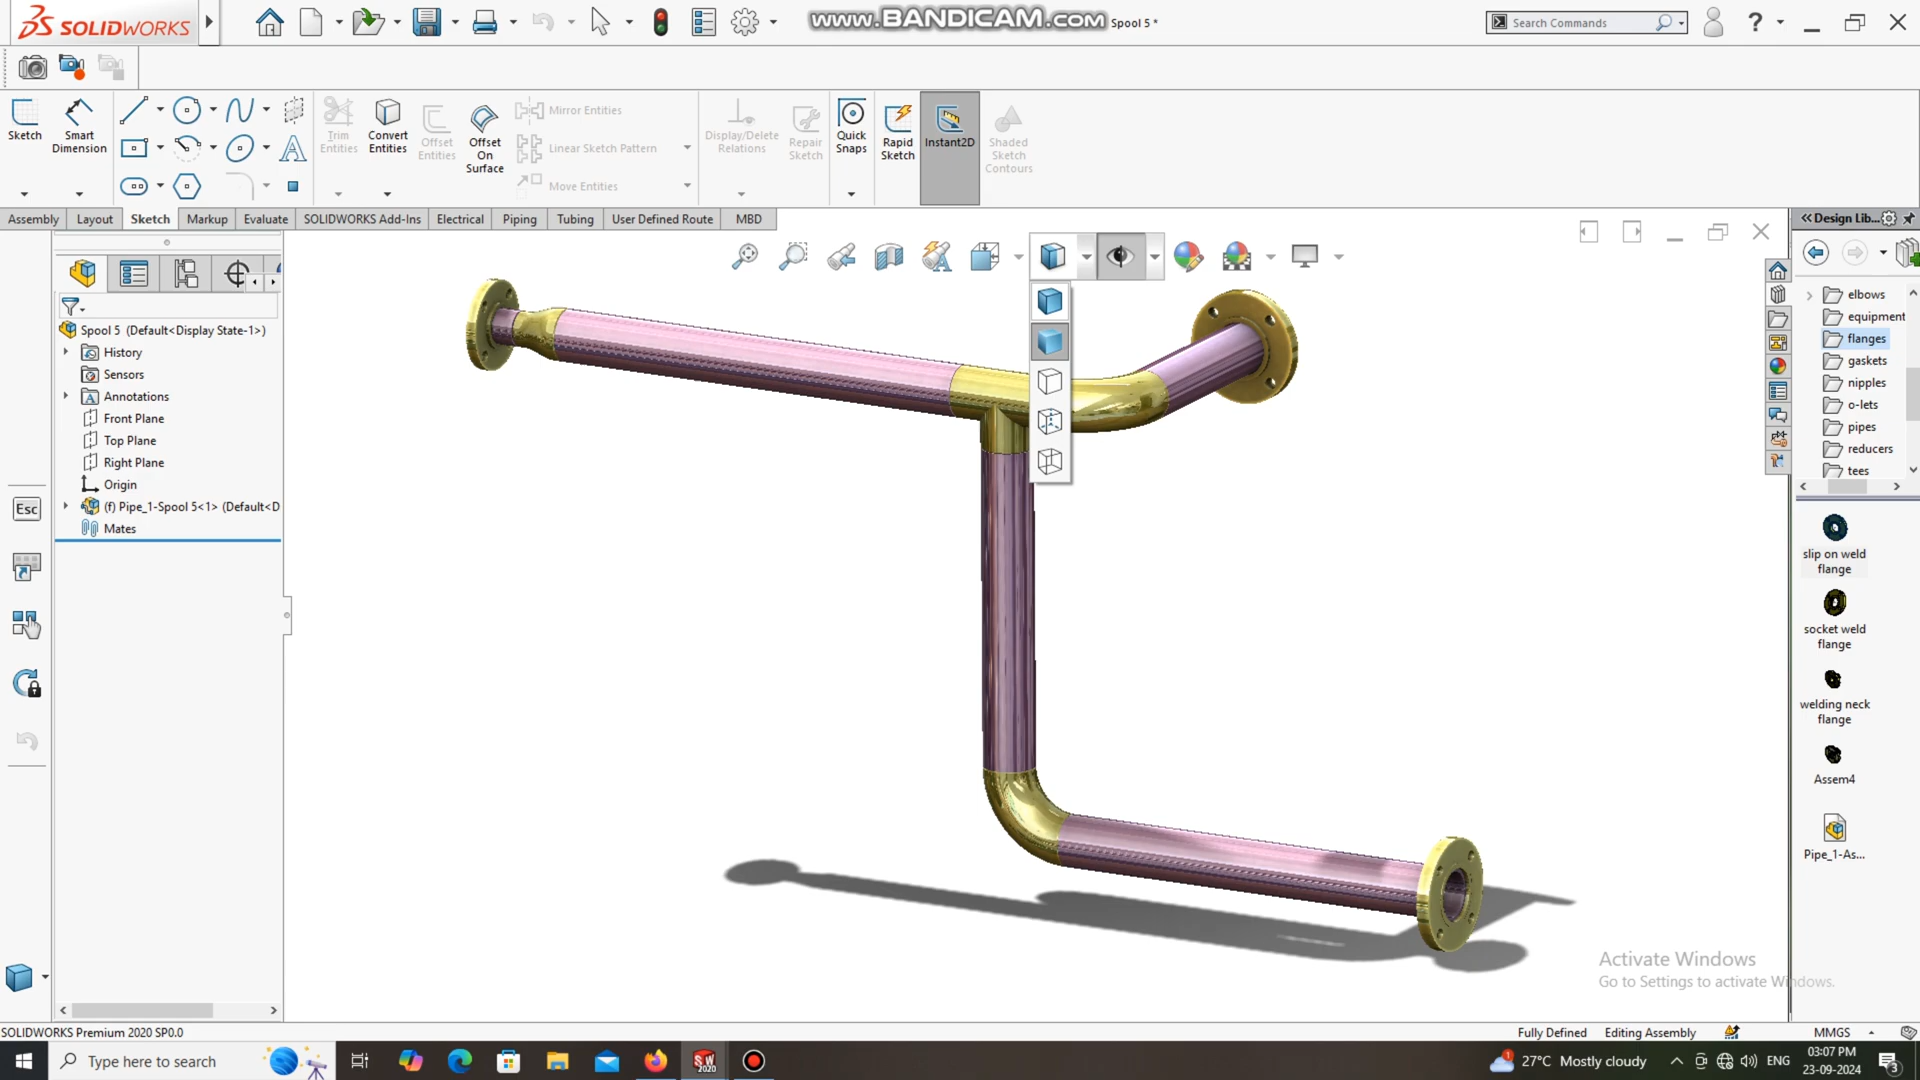 SOLIDWORKS
www.BANDICAM.com
Spool 5 *
Search Commands
?
Sketch
Smart
Dimension
Trim
Entities
Convert
Entities
Offset
Entities
Offset
On
Surface
Mirror Entities
Linear Sketch Pattern
Move Entities
Display/Delete
Relations
Repair
Sketch
Quick
Snaps
Rapid
Sketch
Instant2D
Shaded
Sketch
Contours
Assembly
Layout
Sketch
Markup
Evaluate
SOLIDWORKS Add-Ins
Electrical
Piping
Tubing
User Defined Route
MBD
Design Lib...
Spool 5 (Default<Display State-1>)
History
Sensors
Annotations
Front Plane
Top Plane
Right Plane
Origin
(f) Pipe_1-Spool 5<1> (Default<D
Mates
Esc
elbows
equipment
flanges
gaskets
nipples
o-lets
pipes
reducers
tees
slip on weld
flange
socket weld
flange
welding neck
flange
Assem4
Pipe_1-As...
Activate Windows
Go to Settings to activate Windows.
SOLIDWORKS Premium 2020 SP0.0
Fully Defined
Editing Assembly
MMGS
Type here to search
SW
2020
1
27°C Mostly cloudy
ENG
03:07 PM
23-09-2024
3